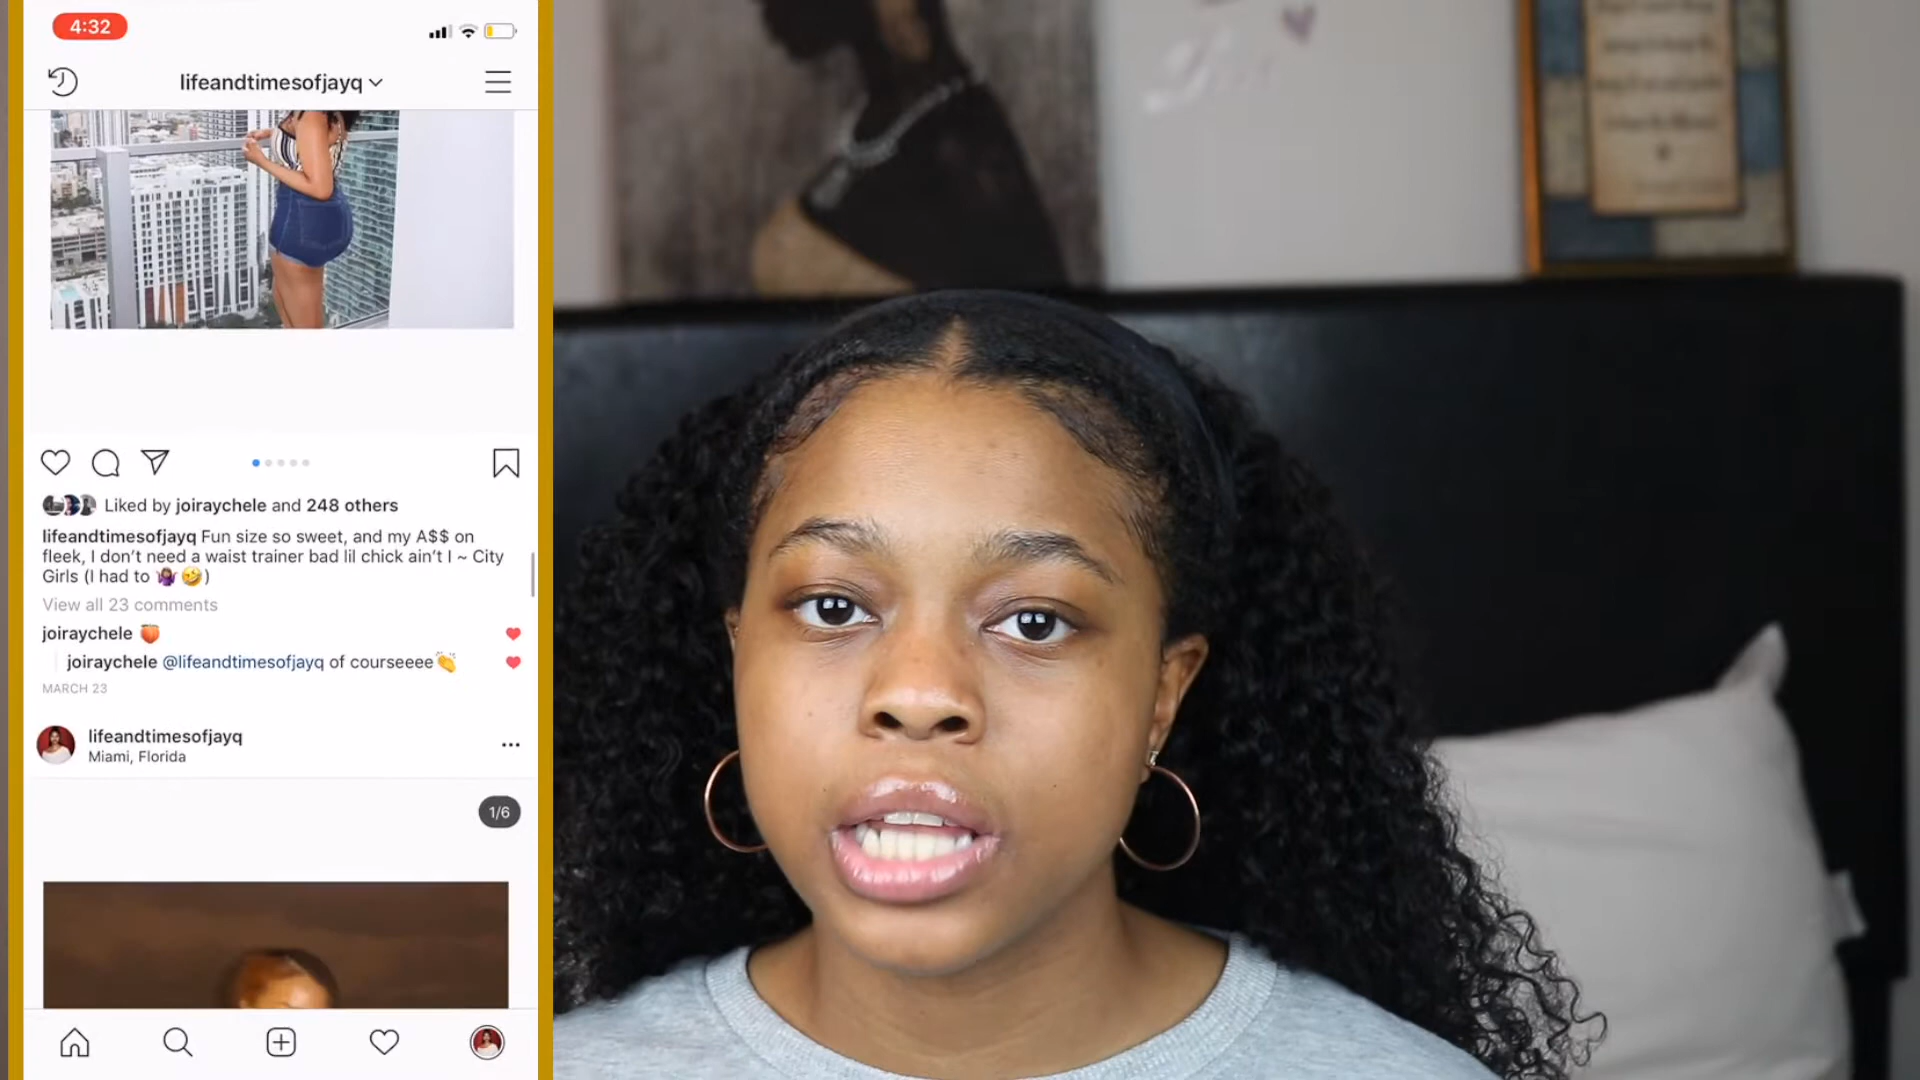 4:32
lifeandtimesofjayq
Liked by joiraychele and 248 others
lifeandtimesofjayq Fun size so sweet, and my A$$ on
fleek, I don't need a waist trainer bad lil chick ain't I ~ City
Girls (I had to 🤷🏾‍♀️🤣)
View all 23 comments
joiraychele 🍑
joiraychele @lifeandtimesofjayq of courseeee👏
MARCH 23
lifeandtimesofjayq
Miami, Florida
1/6